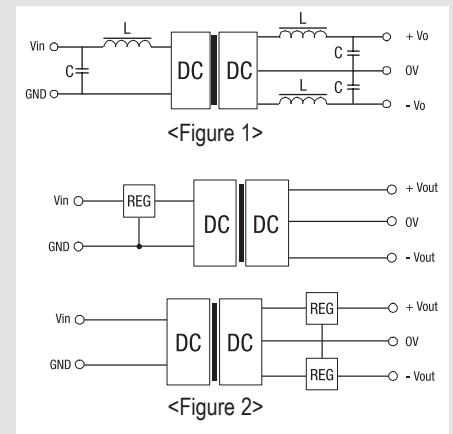 L
L
Vin
+ Vo
C
C
DC
DC
0V
C
L
GND
- Vo
<Figure 1>
+ Vout
Vin
REG
DC
DC
0V
GND
- Vout
Vin
REG
+ Vout
DC
DC
0V
GND
REG
- Vout
<Figure 2>